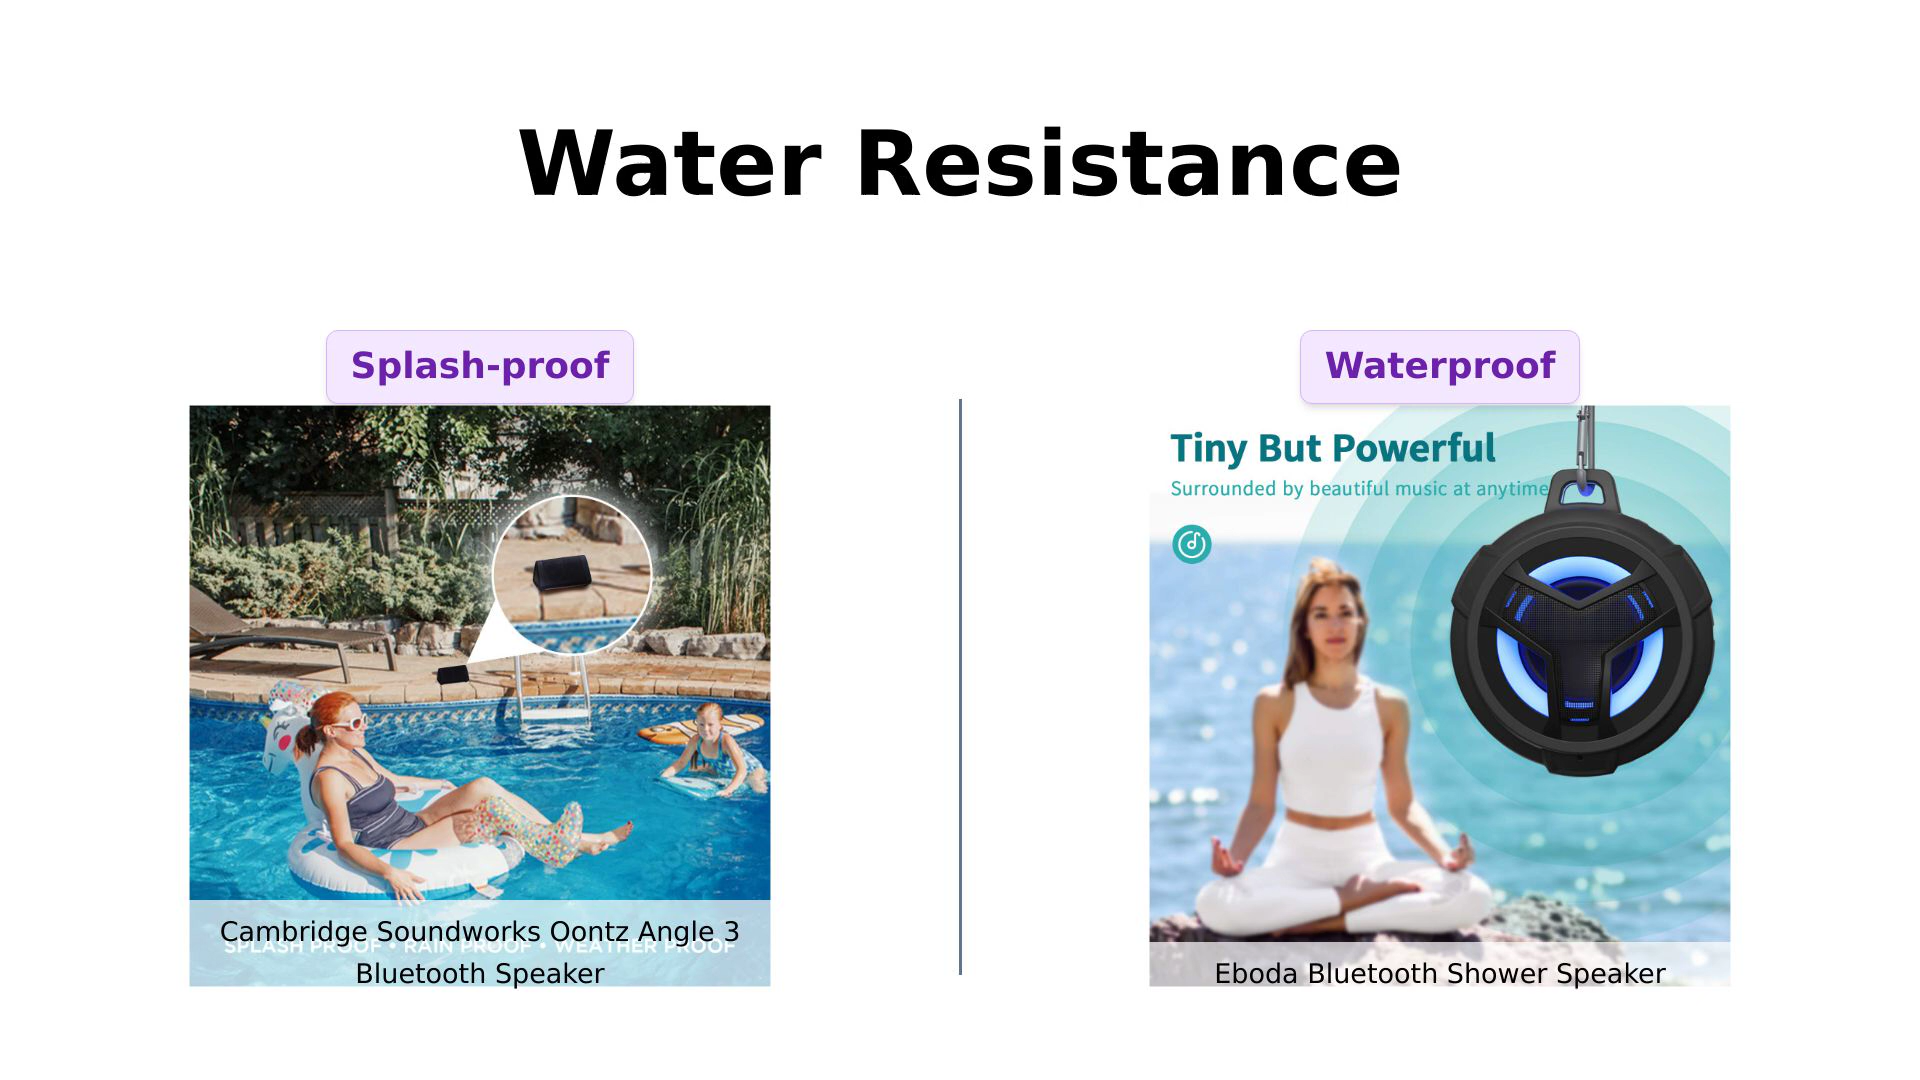 Water Resistance
Splash-proof
Waterproof
Cambridge Soundworks Oontz Angle 3
SPLASH PROOF • RAIN PROOF • WEATHER PROOF
Bluetooth Speaker
Tiny But Powerful
Surrounded by beautiful music at anytime
Eboda Bluetooth Shower Speaker